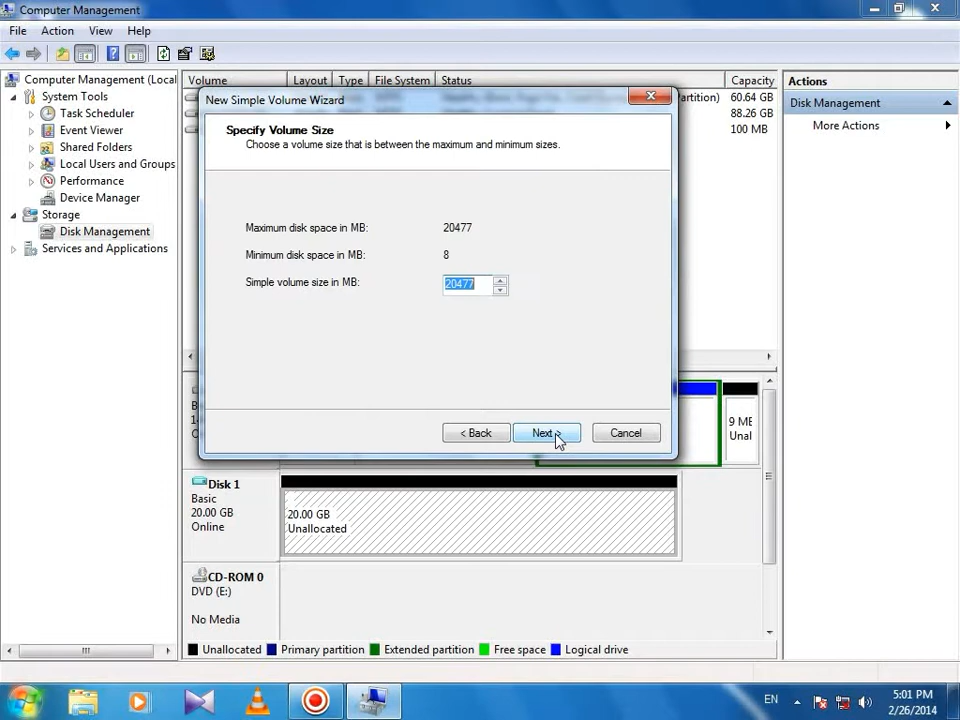 Computer Management
File Action View Help
Computer Management (Local
System Tools
Task Scheduler
Event Viewer
Shared Folders
Local Users and Groups
Performance
Device Manager
Storage
Disk Management
Services and Applications
Volume Layout Type File System Status Capacity
Partition) 60.64 GB
88.26 GB
100 MB
New Simple Volume Wizard
Specify Volume Size
Choose a volume size that is between the maximum and minimum sizes.
Maximum disk space in MB: 20477
Minimum disk space in MB: 8
Simple volume size in MB: 20477
< Back Next > Cancel
9 MB
Unal
Disk 1
Basic
20.00 GB
Online
20.00 GB
Unallocated
CD-ROM 0
DVD (E:)
No Media
Unallocated Primary partition Extended partition Free space Logical drive
Actions
Disk Management
More Actions
EN
5:01 PM
2/26/2014